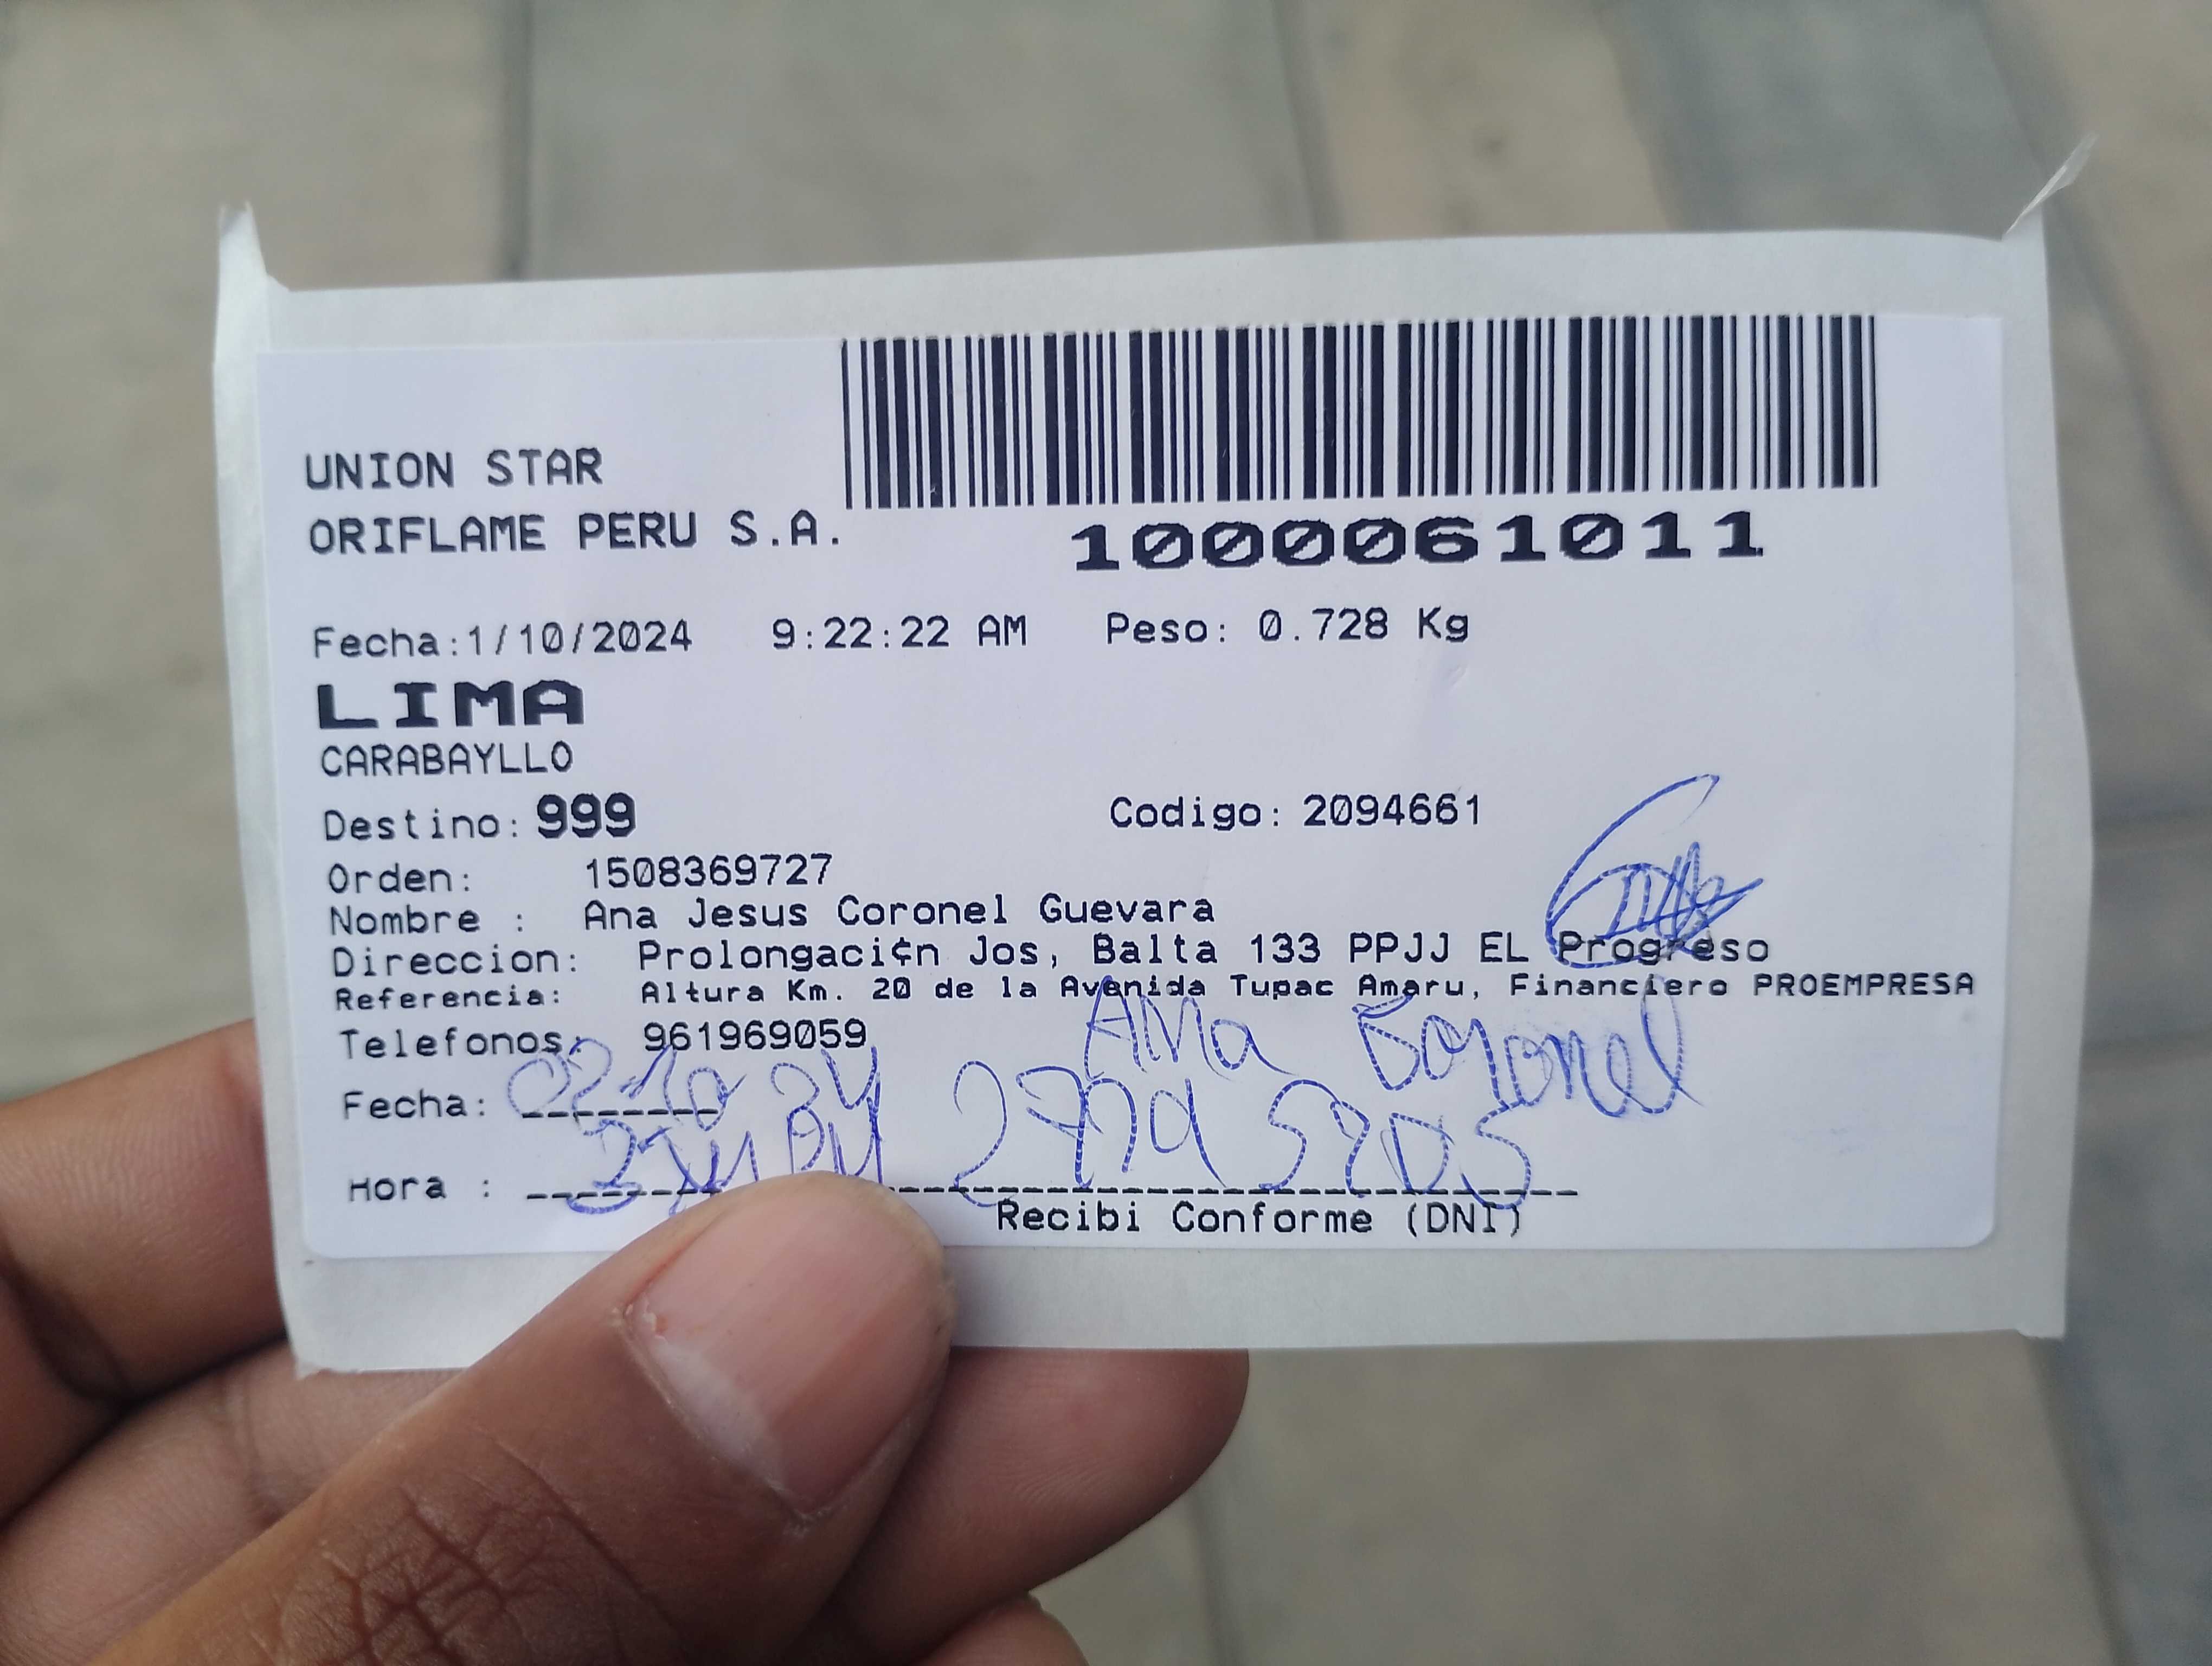 UNION STAR
ORIFLAME PERU S.A.
1000061011
Fecha:1/10/2024 9:22:22 AM Peso: 0.728 Kg
LIMA
CARABAYLLO
Destino: 999 Codigo: 2094661
Orden: 1508369727
Nombre : Ana Jesus Coronel Guevara
Direccion: Prolongaci¢n Jos, Balta 133 PPJJ EL Progreso
Referencia: Altura Km. 20 de la Avenida Tupac Amaru, Financiero PROEMPRESA
Telefonos: 961969059
Ana Coronel
Fecha: 02-10 24
Hora :
Recibi Conforme (DNI)